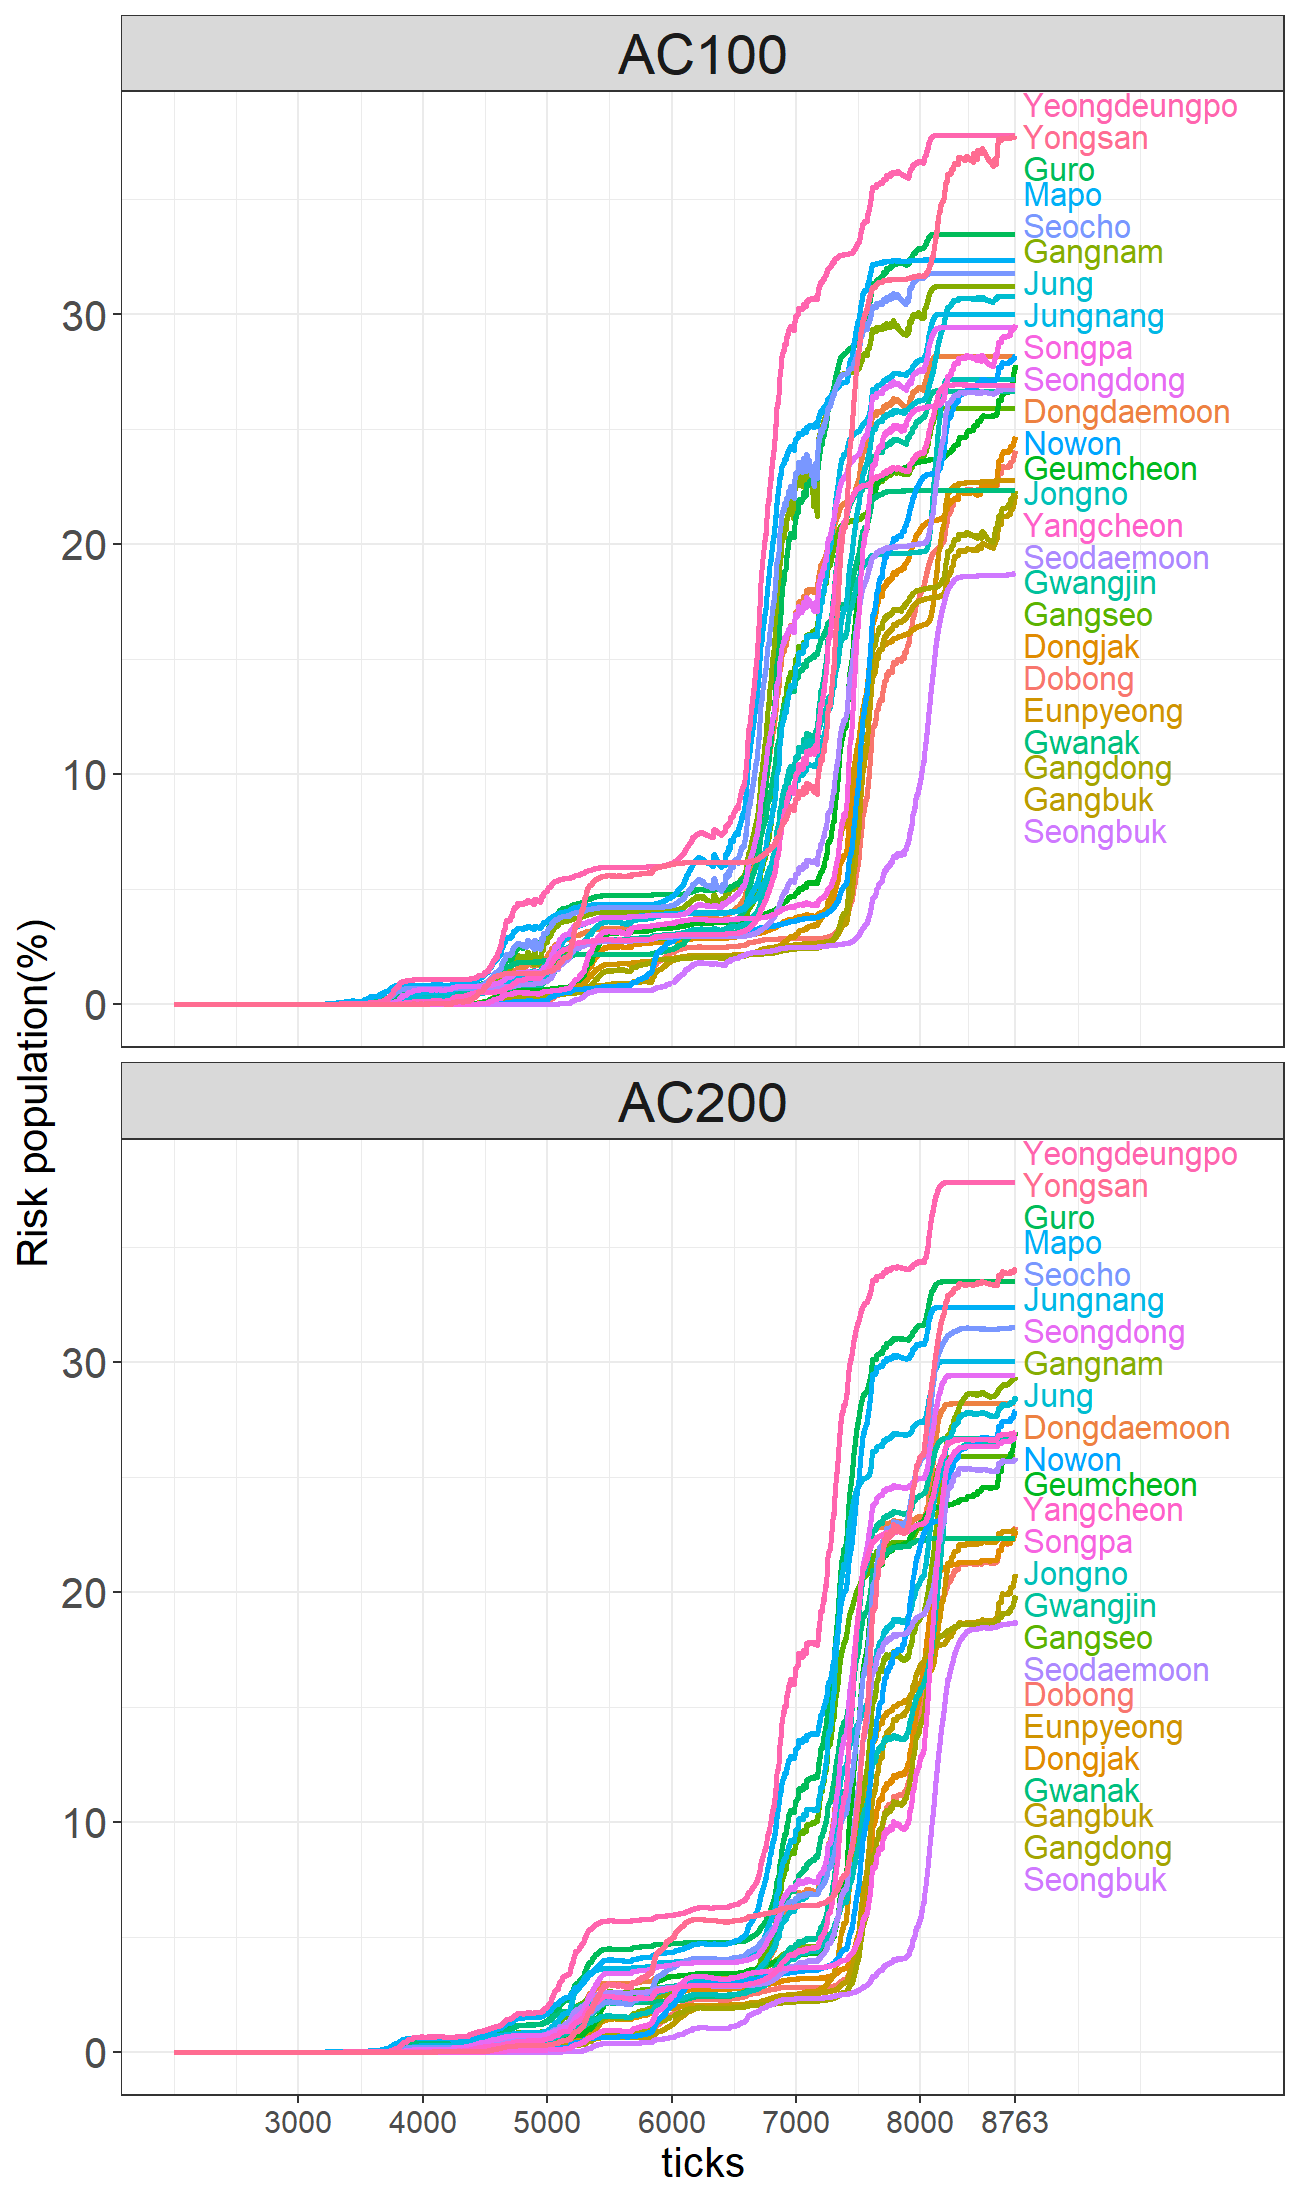 AC100
Yeongdeungpo
Yongsan
Guro
Mapo
Seocho
Gangnam
Jung
Jungnang
Songpa
Seongdong
Dongdaemoon
Nowon
Geumcheon
Jongno
Yangcheon
Seodaemoon
Gwangjin
Gangseo
Dongjak
Dobong
Eunpyeong
Gwanak
Gangdong
Gangbuk
Seongbuk
30
20
10
0
Risk population(%)
AC200
Yeongdeungpo
Yongsan
Guro
Mapo
Seocho
Jungnang
Seongdong
Gangnam
Jung
Dongdaemoon
Nowon
Geumcheon
Yangcheon
Songpa
Jongno
Gwangjin
Gangseo
Seodaemoon
Dobong
Eunpyeong
Dongjak
Gwanak
Gangbuk
Gangdong
Seongbuk
30
20
10
0
3000 4000 5000 6000 7000 8000 8763
ticks